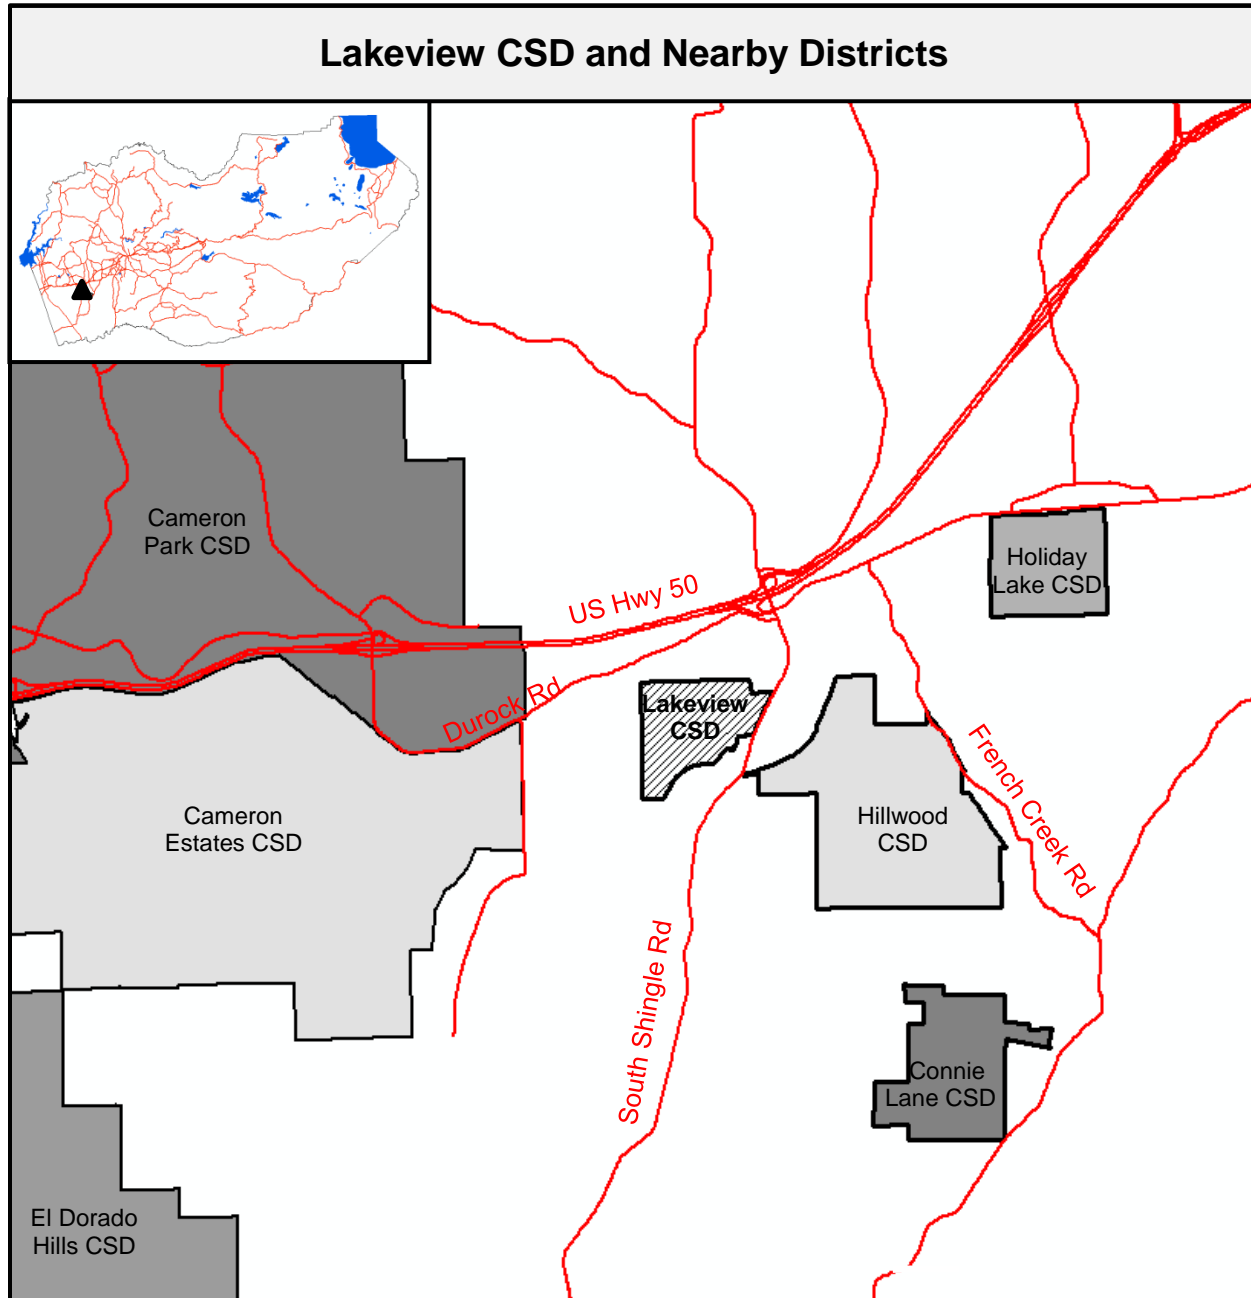 Lakeview CSD and Nearby Districts
Cameron
Park CSD
US Hwy 50
Holiday
Lake CSD
Durock Rd
Lakeview
CSD
French Creek Rd
Cameron
Estates CSD
Hillwood
CSD
South Shingle Rd
Connie
Lane CSD
El Dorado
Hills CSD